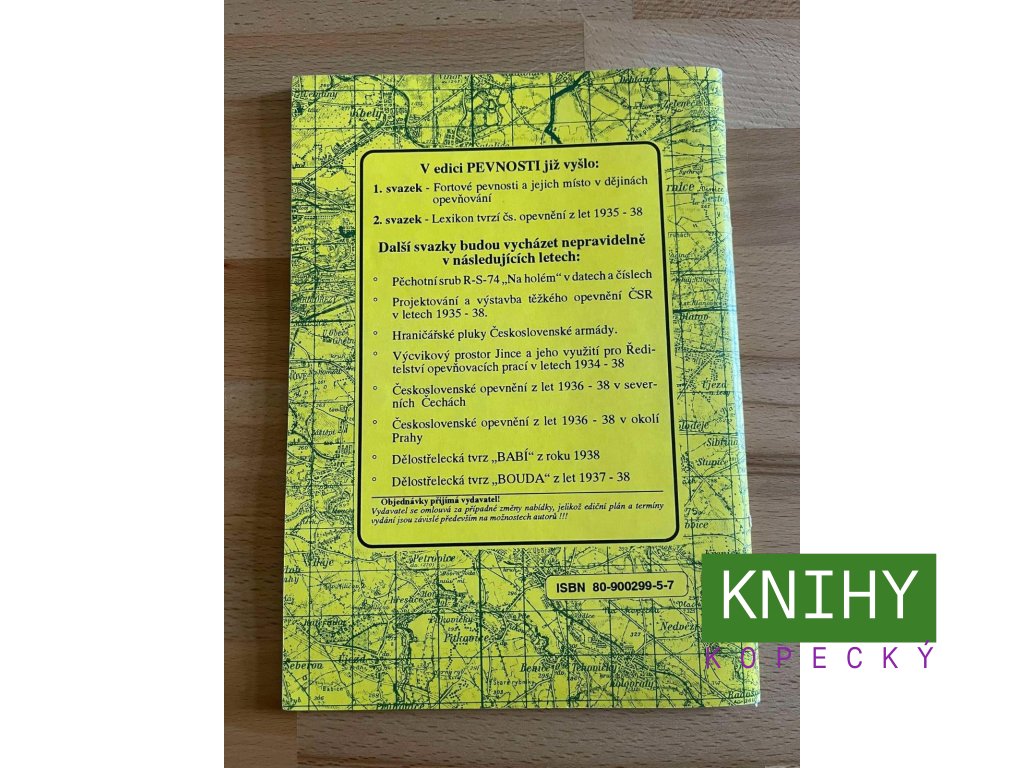 V edici PEVNOSTI již vyšlo:
1. svazek - Fortové pevnosti a jejich místo v dějinách
opevňování
2. svazek - Lexikon tvrzí čs. opevnění z let 1935 - 38
Další svazky budou vycházet nepravidelně
v následujících letech:
° Pěchotní srub R-S-74 „Na holém“ v datech a číslech
° Projektování a výstavba těžkého opevnění ČSR
v letech 1935 - 38.
° Hraničářské pluky Československé armády.
° Výcvikový prostor Jince a jeho využití pro Ředi-
telství opevňovacích prací v letech 1934 - 38
° Československé opevnění z let 1936 - 38 v sever-
ních Čechách
° Československé opevnění z let 1936 - 38 v okolí
Prahy
° Dělostřelecká tvrz „BABÍ“ z roku 1938
° Dělostřelecká tvrz „BOUDA“ z let 1937 - 38
Objednávky přijímá vydavatel!
Vydavatel se omlouvá za případné změny nabídky, jelikož ediční plán a termíny
vydání jsou závislé především na možnostech autorů !!!
Petrovice
ISBN 80-900299-5-7
KNIHY
KOPECKÝ
Pitkovice
Benice